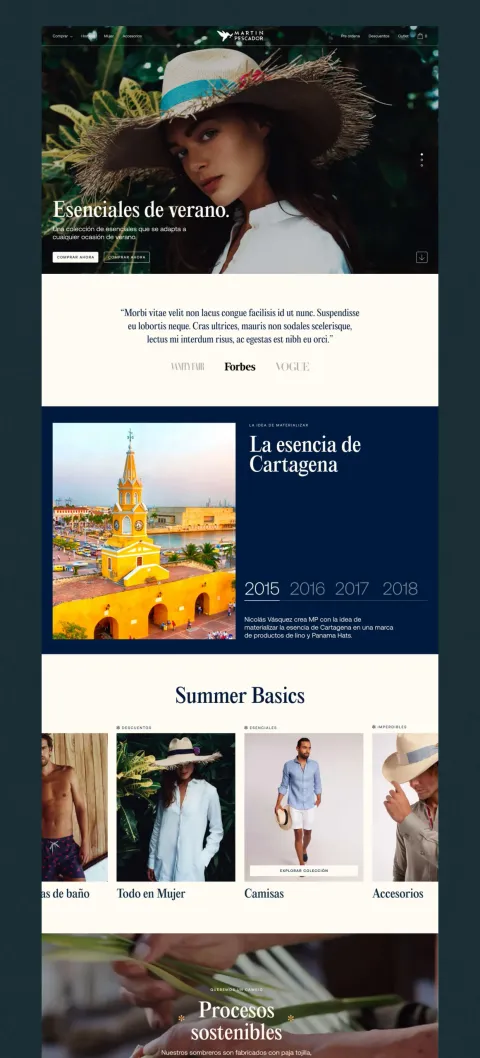 Comprar
Mujer
Accesorios
MARTIN
PESCADOR
Descuentos
Outlet
0
Esenciales de verano.
Una colección de esenciales que se adapta a
cualquier ocasión de verano.
COMPRAR AHORA
COMPRAR AHORA
“Morbi vitae velit non lacus congue facilisis id ut nunc. Suspendisse
eu lobortis neque. Cras ultrices, mauris non sodales scelerisque,
lectus mi interdum risus, ac egestas est nibh eu orci.”
VANITY FAIR
Forbes
VOGUE
LA IDEA DE MATERIALIZAR
La esencia de
Cartagena
2015 2016 2017 2018
Nicolás Vásquez crea MP con la idea de
materializar la esencia de Cartagena en una marca
de productos de lino y Panama Hats.
Summer Basics
DESCUENTOS
ESENCIALES
IMPERDIBLES
EXPLORAR COLECCIÓN
as de baño
Todo en Mujer
Camisas
Accesorios
QUEREMOS UN CAMBIO
Procesos
sostenibles
Nuestros sombreros son fabricados con paja tojilla,